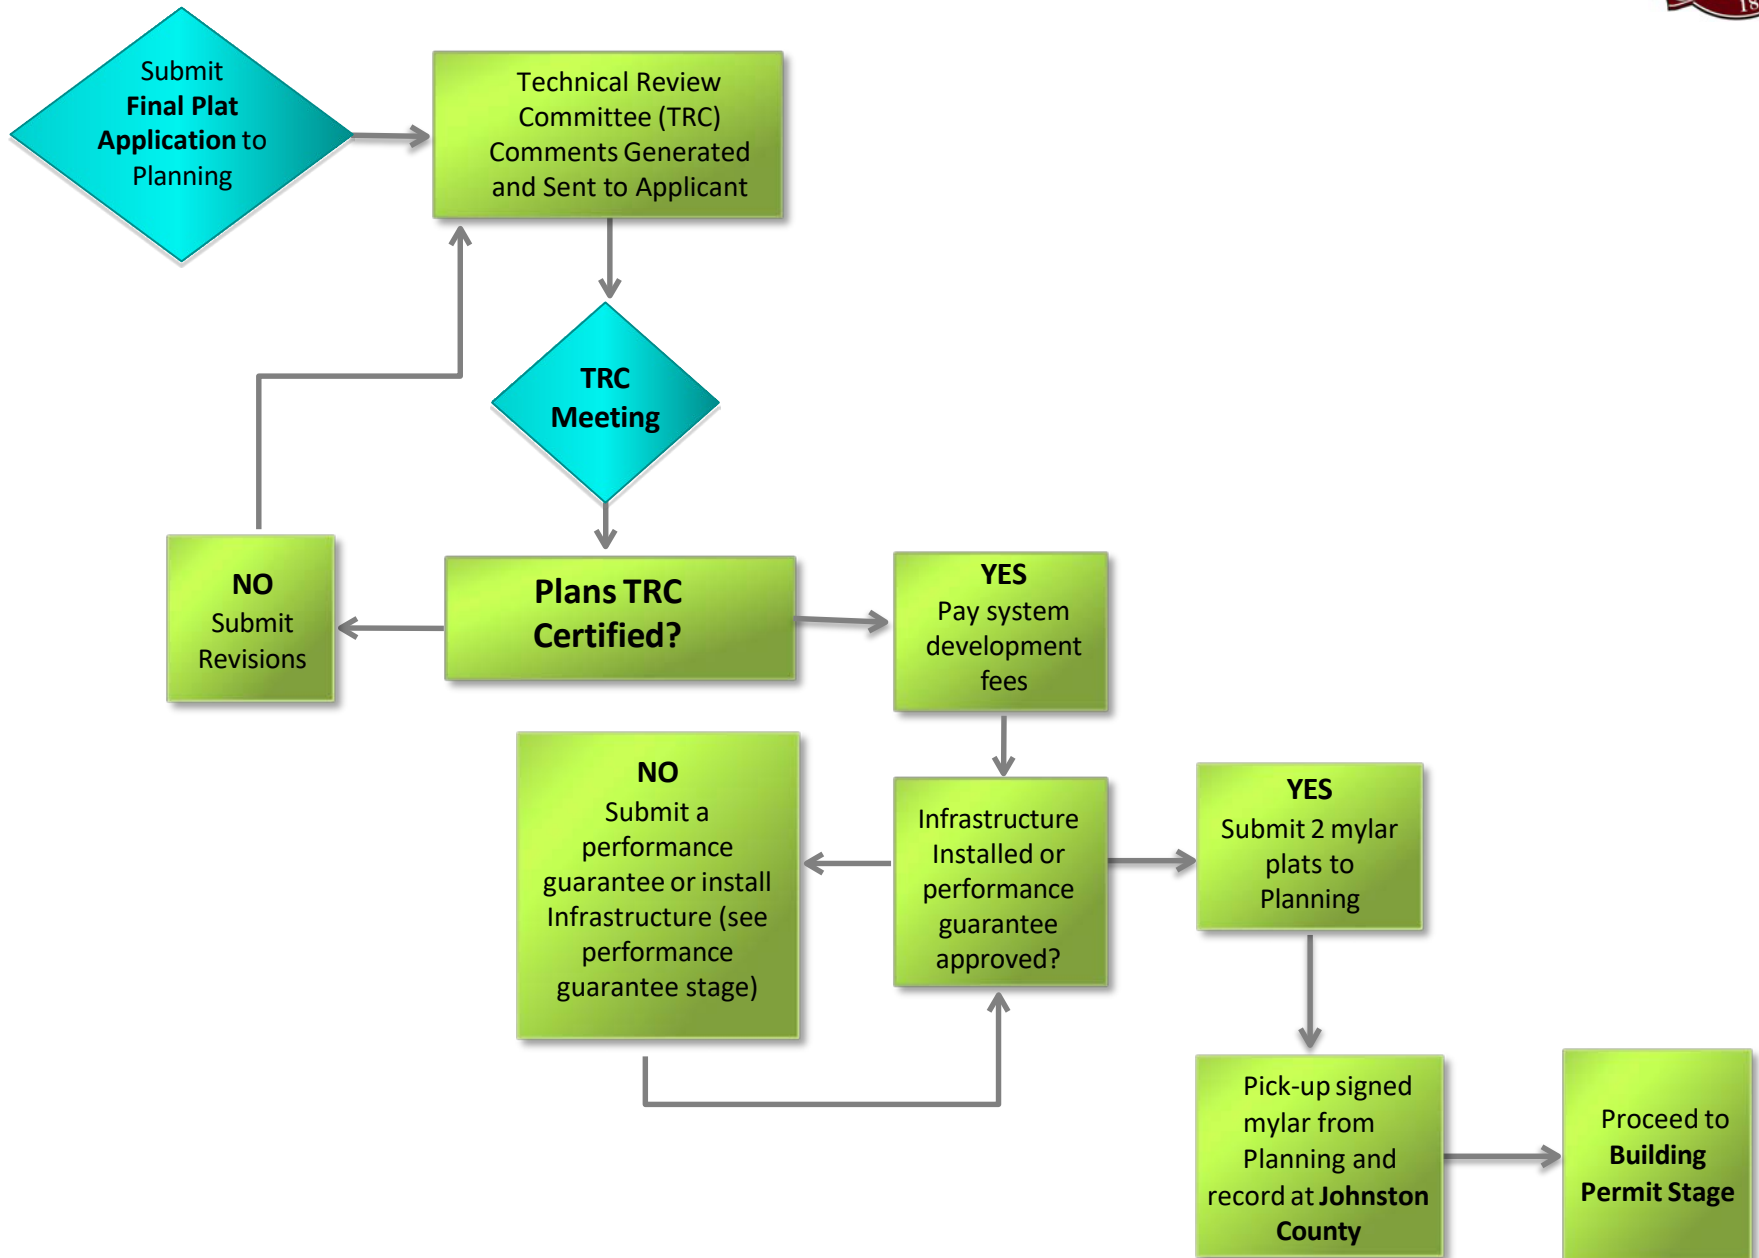 Submit
Final Plat
Application to
Planning
Technical Review
Committee (TRC)
Comments Generated
and Sent to Applicant
TRC
Meeting
NO
Submit
Revisions
Plans TRC
Certified?
YES
Pay system
development
fees
NO
Submit a
performance
guarantee or install
Infrastructure (see
performance
guarantee stage)
Infrastructure
Installed or
performance
guarantee
approved?
YES
Submit 2 mylar
plats to
Planning
Pick-up signed
mylar from
Planning and
record at Johnston
County
Proceed to
Building
Permit Stage